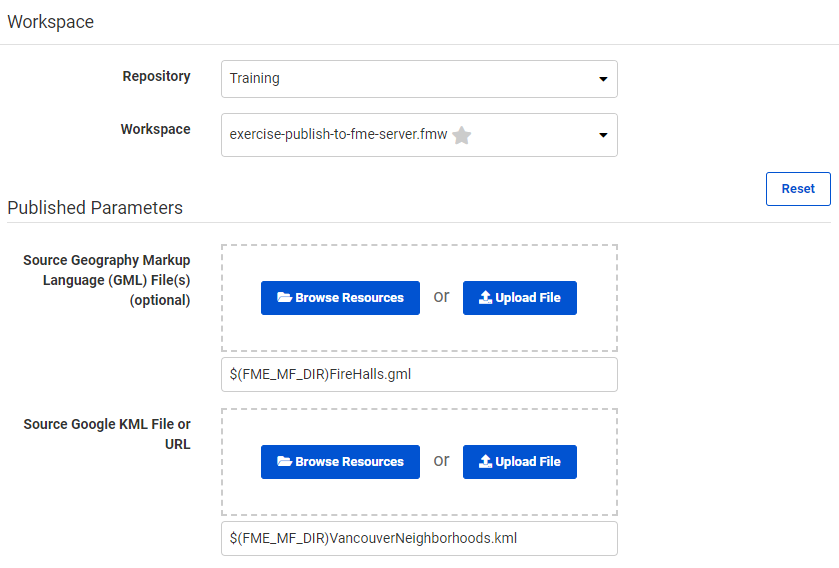 Workspace
Repository
Training
Workspace
exercise-publish-to-fme-server.fmw
Reset
Published Parameters
Source Geography Markup
Language (GML) File(s)
(optional)
Browse Resources or Upload File
$(FME_MF_DIR)FireHalls.gml
Source Google KML File or
URL
Browse Resources or Upload File
$(FME_MF_DIR)VancouverNeighborhoods.kml